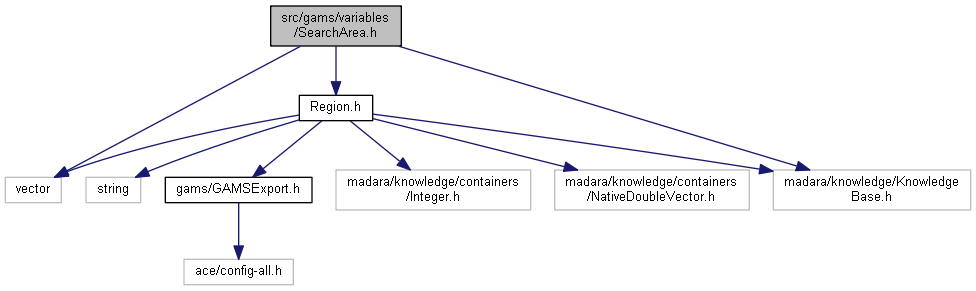 src/gams/variables
/SearchArea.h
Region.h
vector
string
gams/GAMSExport.h
madara/knowledge/containers
/Integer.h
madara/knowledge/containers
/NativeDoubleVector.h
madara/knowledge/Knowledge
Base.h
ace/config-all.h